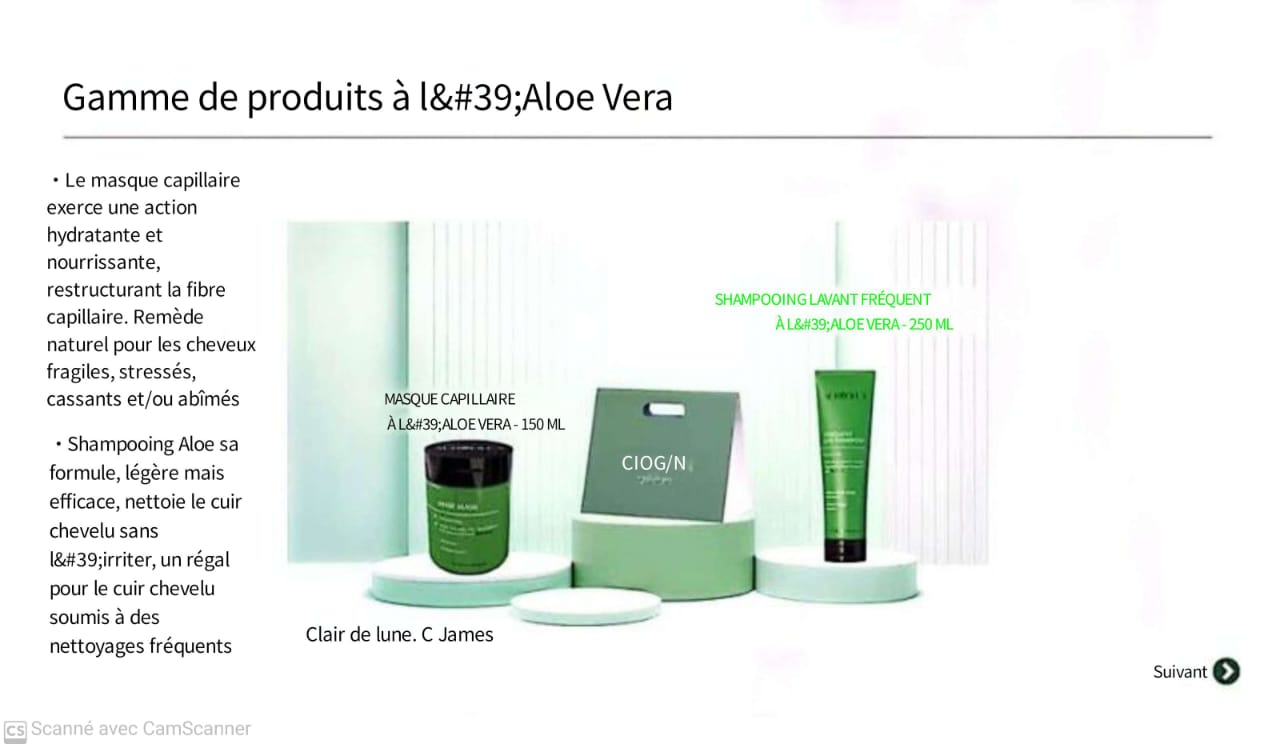 Gamme de produits à l&#39;Aloe Vera
・Le masque capillaire
exerce une action
hydratante et
nourrissante,
restructurant la fibre
capillaire. Remède
naturel pour les cheveux
fragiles, stressés,
cassants et/ou abîmés
・Shampooing Aloe sa
formule, légère mais
efficace, nettoie le cuir
chevelu sans
l&#39;irriter, un régal
pour le cuir chevelu
soumis à des
nettoyages fréquents
SHAMPOOING LAVANT FRÉQUENT
À L&#39;ALOE VERA - 250 ML
MASQUE CAPILLAIRE
À L&#39;ALOE VERA - 150 ML
CIOG/N
Clair de lune. C James
Suivant
CS Scanné avec CamScanner